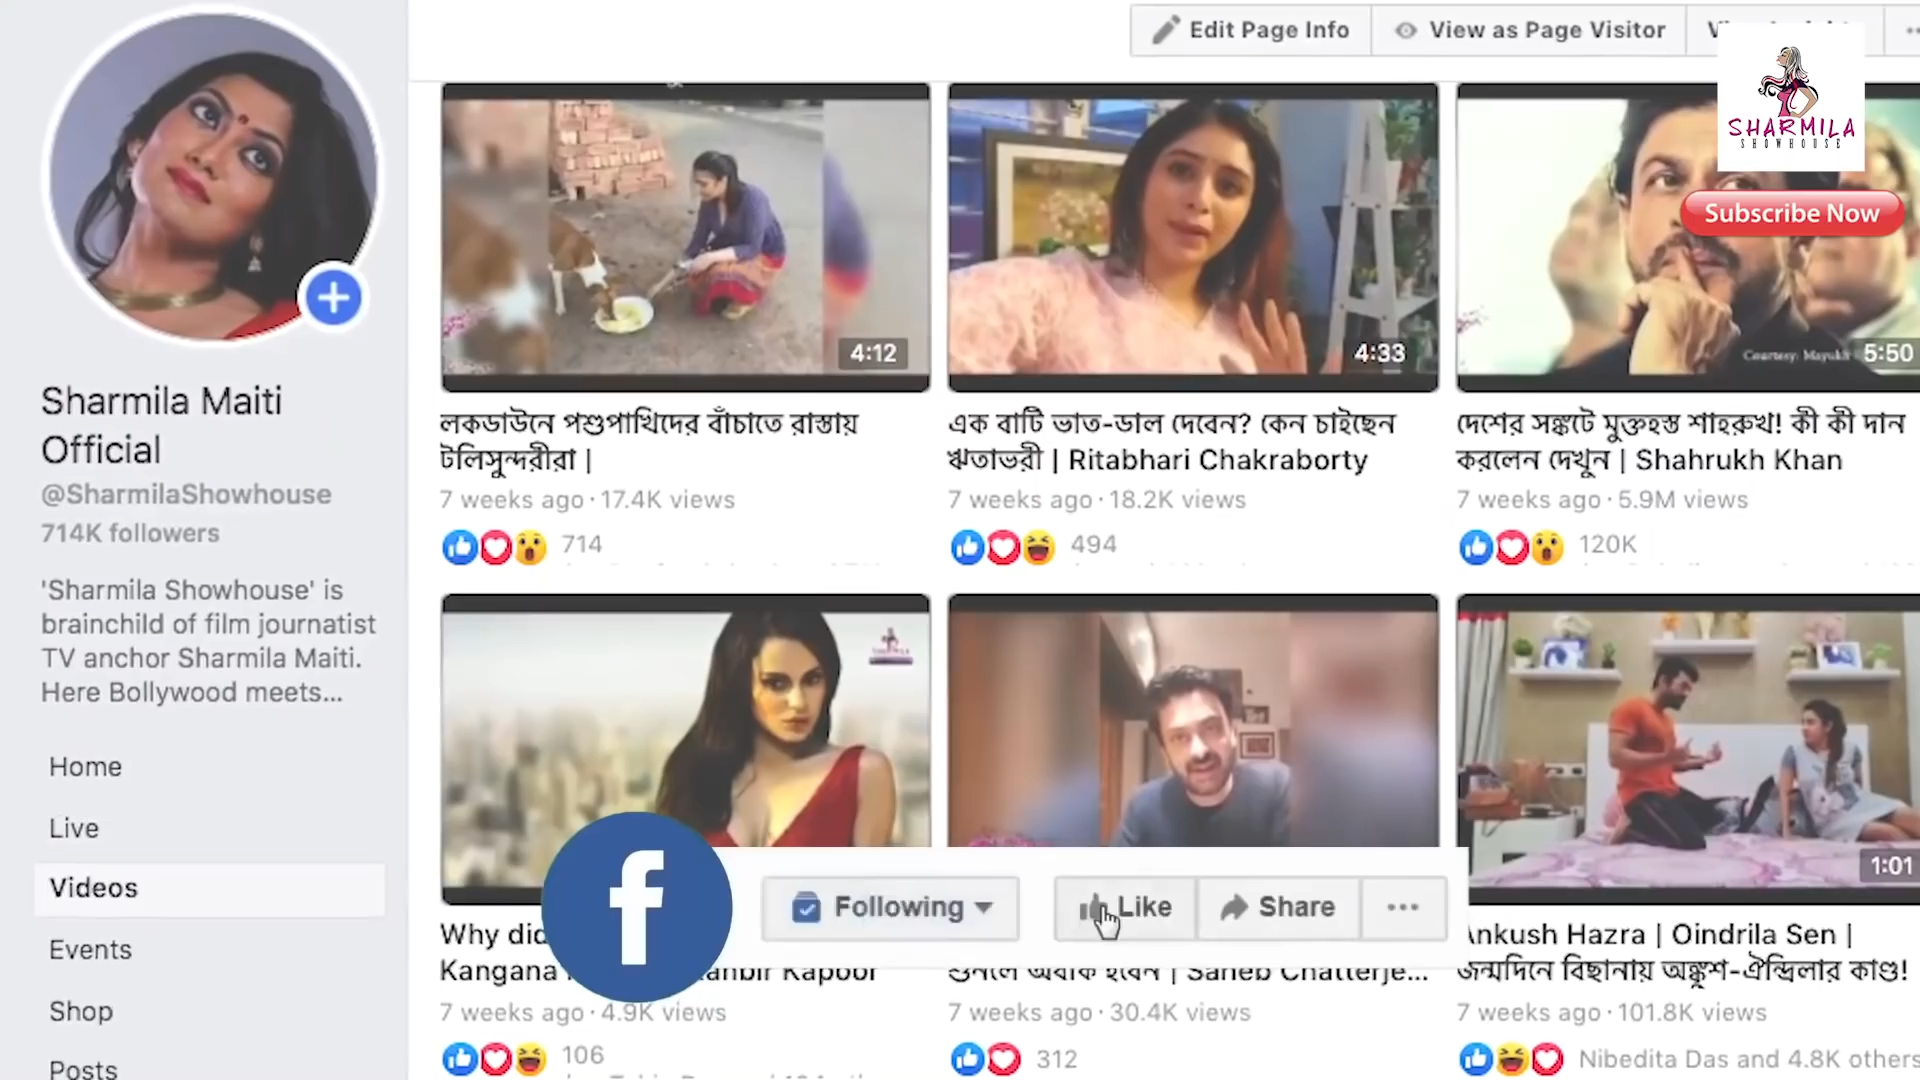 Edit Page Info
View as Page Visitor
SHARMILA
SHOWHOUSE
Subscribe Now
Sharmila Maiti
Official
@SharmilaShowhouse
714K followers
'Sharmila Showhouse' is
brainchild of film journatist
TV anchor Sharmila Maiti.
Here Bollywood meets...
Home
Live
Videos
Events
Shop
Posts
4:12
লকডাউনে পশুপাখিদের বাঁচাতে রাস্তায়
টলিসুন্দরীরা |
7 weeks ago · 17.4K views
714
4:33
এক বাটি ভাত-ডাল দেবেন? কেন চাইছেন
ঋতাভরী | Ritabhari Chakraborty
7 weeks ago · 18.2K views
494
Courtesy: Mayukh
5:50
দেশের সঙ্কটে মুক্তহস্ত শাহরুখ! কী কী দান
করলেন দেখুন | Shahrukh Khan
7 weeks ago · 5.9M views
120K
Why did
Kangana Kapoor
7 weeks ago · 4.9K views
106
f
Following
Like
Share
শুনলে অবাক হবেন | Saheb Chatterje...
7 weeks ago · 30.4K views
312
1:01
Ankush Hazra | Oindrila Sen |
জন্মদিনে বিছানায় অঙ্কুশ-ঐন্দ্রিলার কাণ্ড!
7 weeks ago · 101.8K views
Nibedita Das and 4.8K others